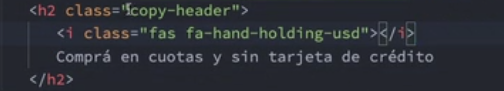 <h2 class="copy-header">
<i class="fas fa-hand-holding-usd"></i>
Comprá en cuotas y sin tarjeta de crédito
</h2>